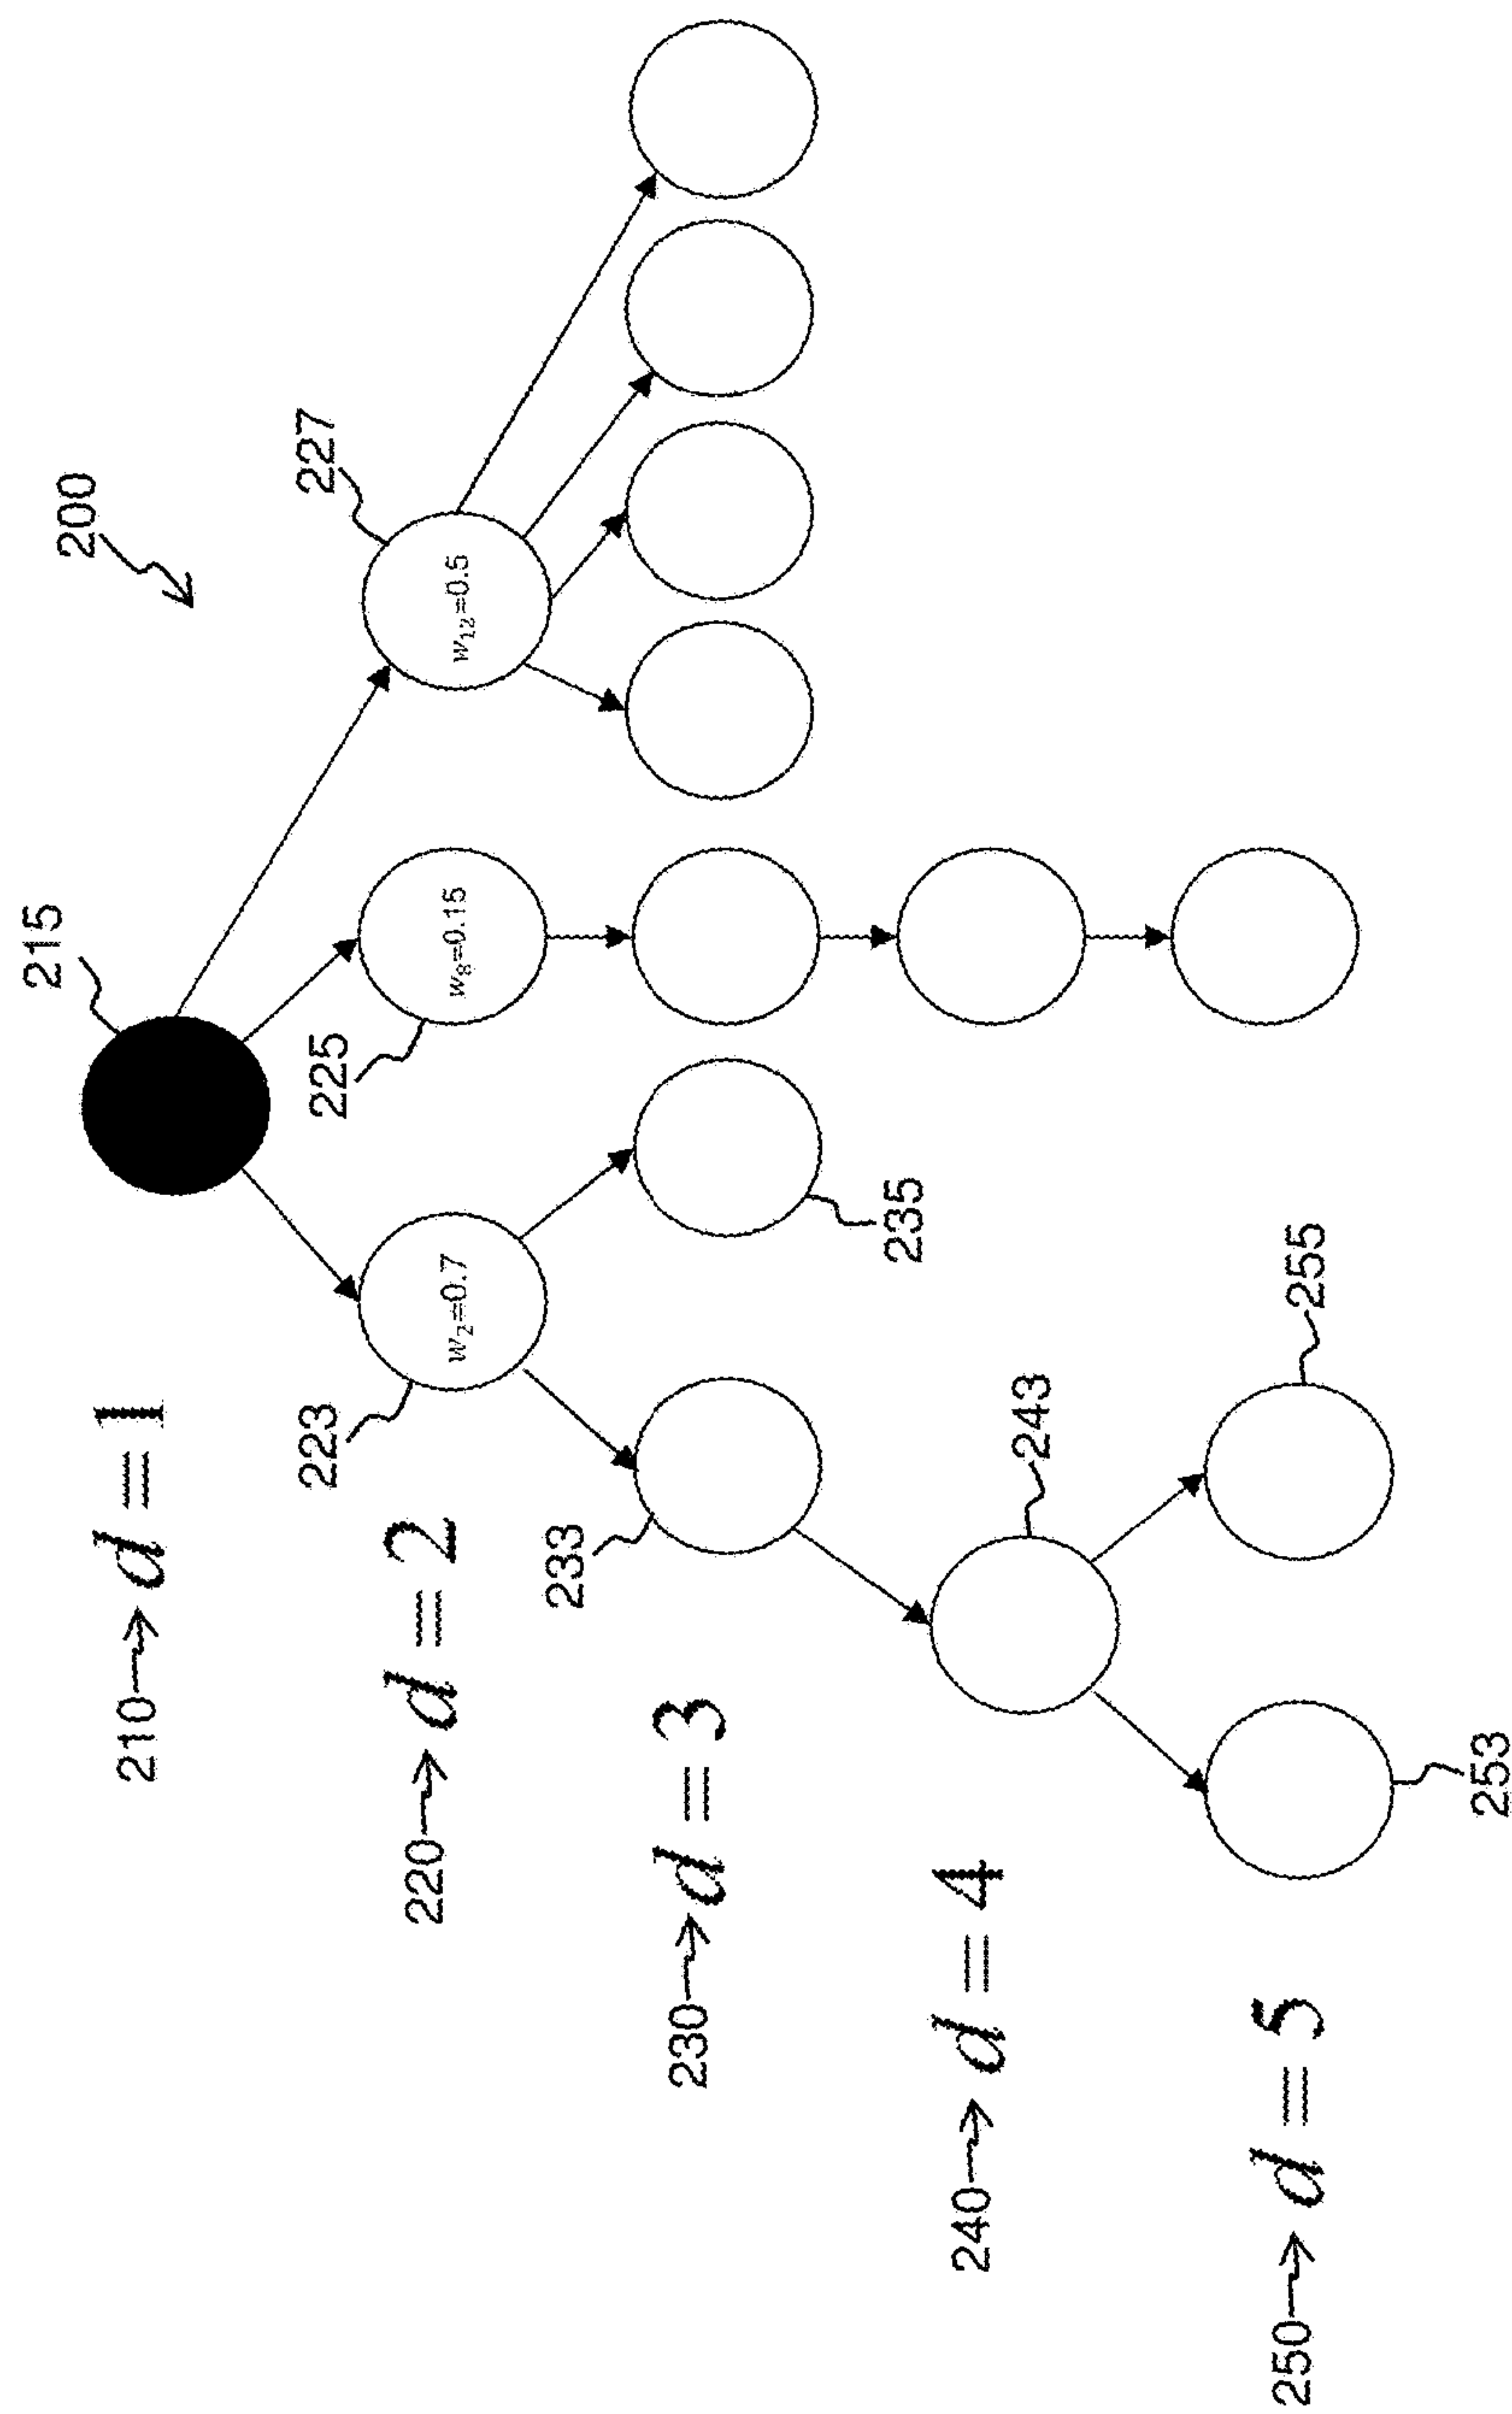 200
215
210 d = 1
227
223
225
220 d = 2
w₂=0.7
w₈=0.15
w₁₂=0.5
233
235
230 d = 3
243
240 d = 4
255
250 d = 5
253